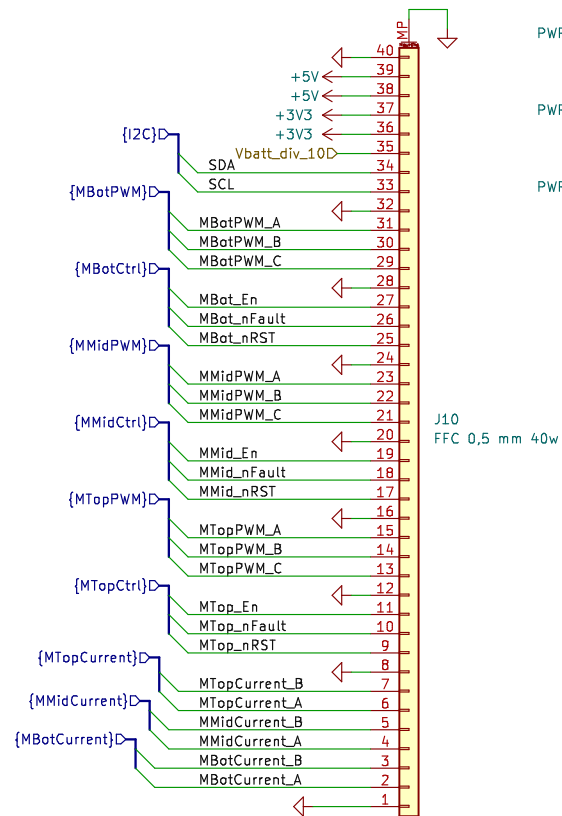 MP
PWF
40
+5V 39
+5V 38
+3V3 37
PWF
{I2C} +3V3 36
Vbatt_div_10 35
SDA 34
SCL 33
PWF
{MBotPWM}
32
MBotPWM_A 31
MBotPWM_B 30
MBotPWM_C 29
{MBotCtrl}
28
MBot_En 27
MBot_nFault 26
MBot_nRST 25
{MMidPWM}
24
MMidPWM_A 23
MMidPWM_B 22
MMidPWM_C 21
{MMidCtrl}
J10
20
FFC 0,5 mm 40w
MMid_En 19
MMid_nFault 18
MMid_nRST 17
{MTopPWM}
16
MTopPWM_A 15
MTopPWM_B 14
MTopPWM_C 13
{MTopCtrl}
12
MTop_En 11
MTop_nFault 10
MTop_nRST 9
{MTopCurrent}
8
MTopCurrent_B 7
{MMidCurrent}
MTopCurrent_A 6
MMidCurrent_B 5
{MBotCurrent}
MMidCurrent_A 4
MBotCurrent_B 3
MBotCurrent_A 2
1